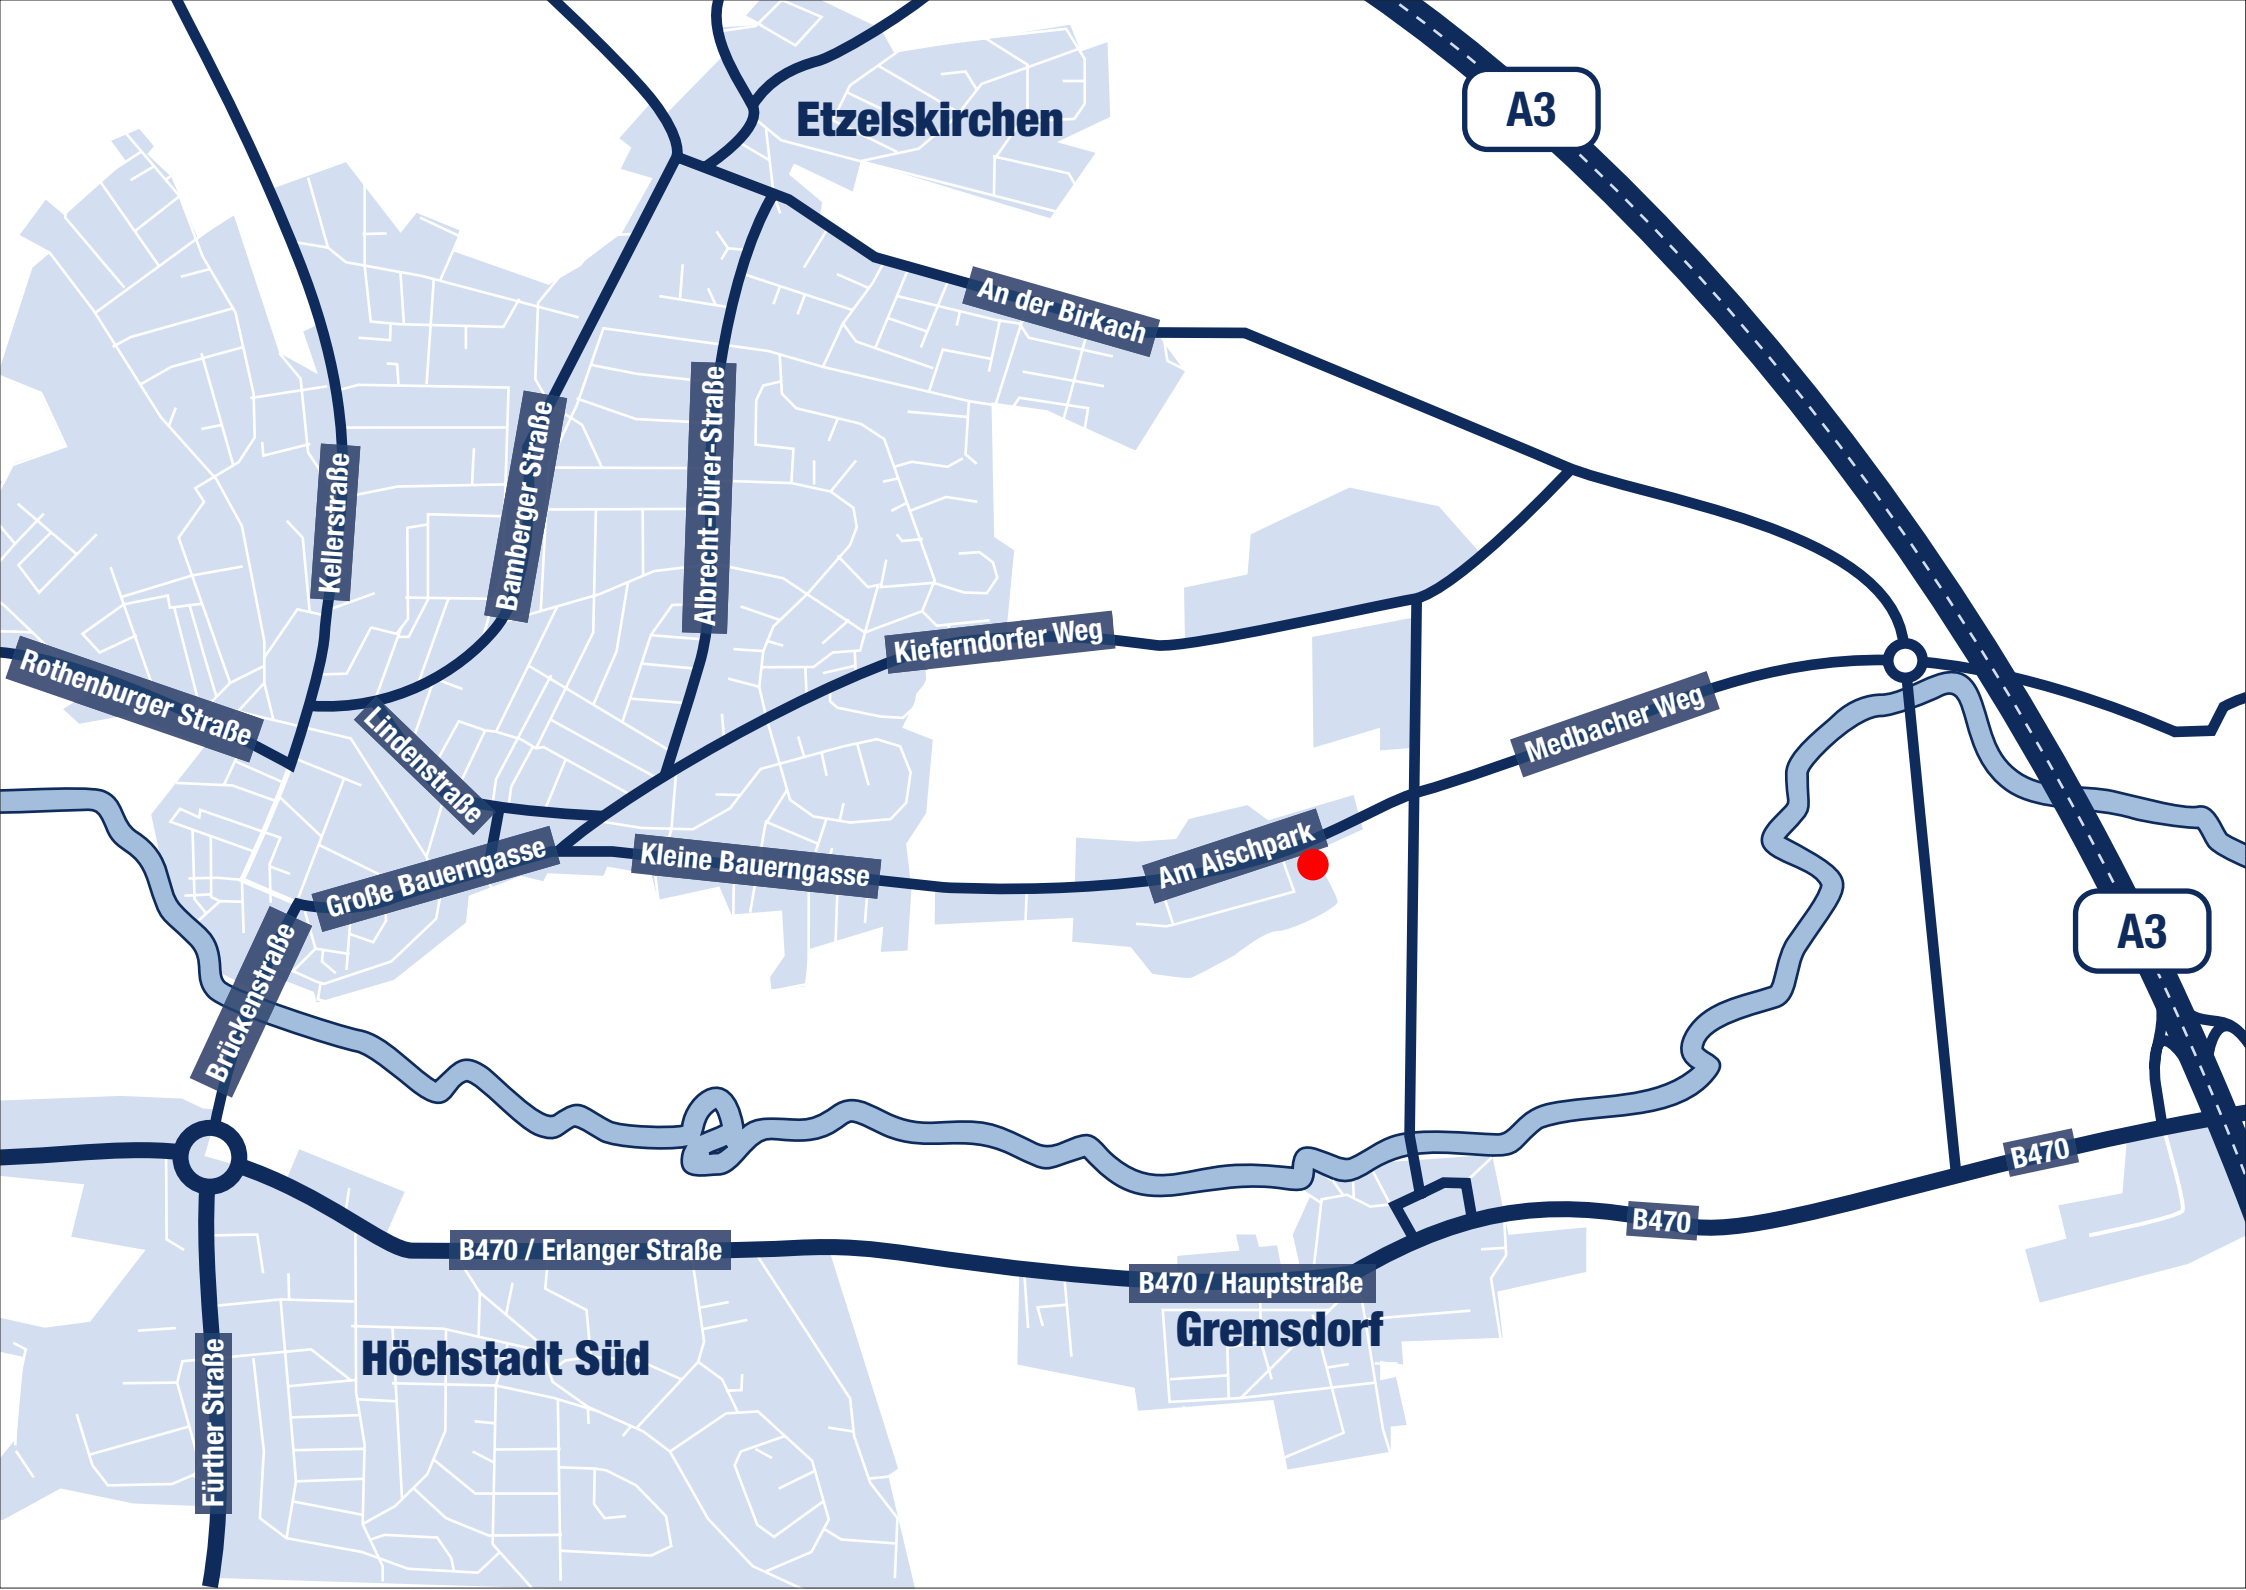 A3
Etzelskirchen
An der Birkach
Kellerstraße
Bamberger Straße
Albrecht-Dürer-Straße
Kieferndorfer Weg
Rothenburger Straße
Lindenstraße
Medbacher Weg
Große Bauerngasse
Kleine Bauerngasse
Am Aischpark
A3
Brückenstraße
B470
B470
B470 / Erlanger Straße
B470 / Hauptstraße
Gremsdorf
Höchstadt Süd
Fürther Straße